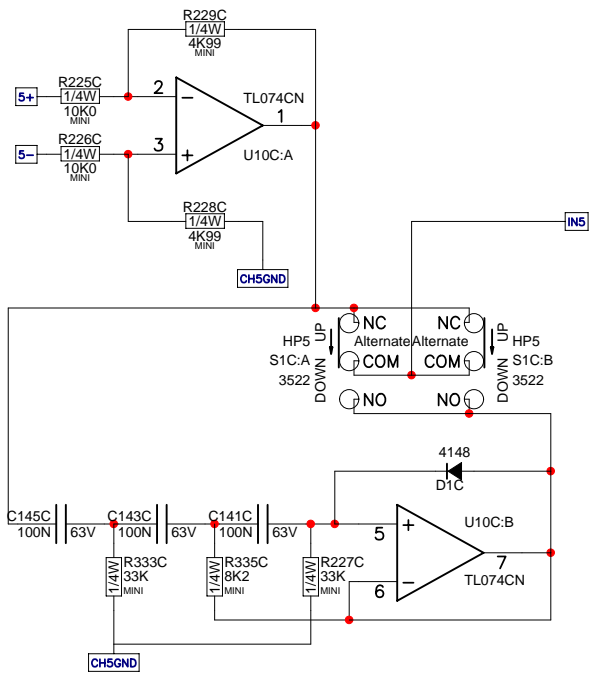 R229C
1/4W
4K99
MINI
5+
R225C
1/4W
10K0
MINI
2
TL074CN
1
5-
R226C
1/4W
10K0
MINI
3
U10C:A
R228C
1/4W
4K99
MINI
CH5GND
IN5
HP5
S1C:A
3522
UP
DOWN
NC
Alternate
COM
NO
NC
Alternate
COM
NO
UP
DOWN
HP5
S1C:B
3522
4148
D1C
C145C
100N
63V
C143C
100N
63V
C141C
100N
63V
5
6
U10C:B
7
TL074CN
1/4W
R333C
33K
MINI
1/4W
R335C
8K2
MINI
1/4W
R227C
33K
MINI
CH5GND